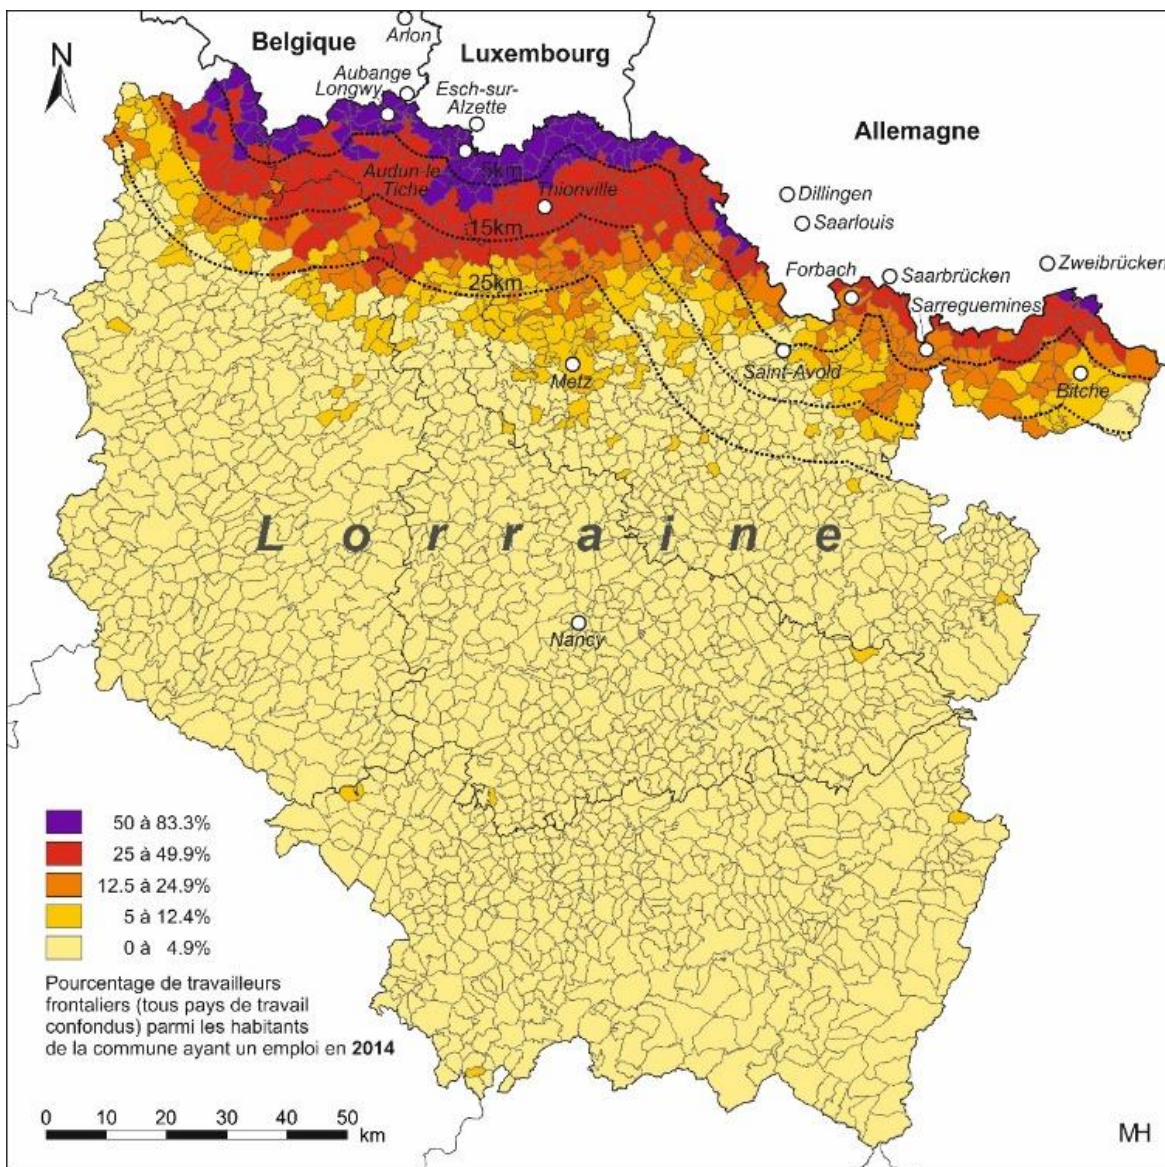 N
Belgique
Arlon
Luxembourg
Aubange
Longwy
Esch-sur-
Alzette
Allemagne
Audun-le
Tiche
5km
Thionville
15km
25km
Dillingen
Saarlouis
Forbach
Saarbrücken
Zweibrücken
Sarreguemines
Metz
Saint-Avold
Bitche
Lorraine
Nancy
50 à 83.3%
25 à 49.9%
12.5 à 24.9%
5 à 12.4%
0 à 4.9%
Pourcentage de travailleurs
frontaliers (tous pays de travail
confondus) parmi les habitants
de la commune ayant un emploi en 2014
0 10 20 30 40 50
km
MH